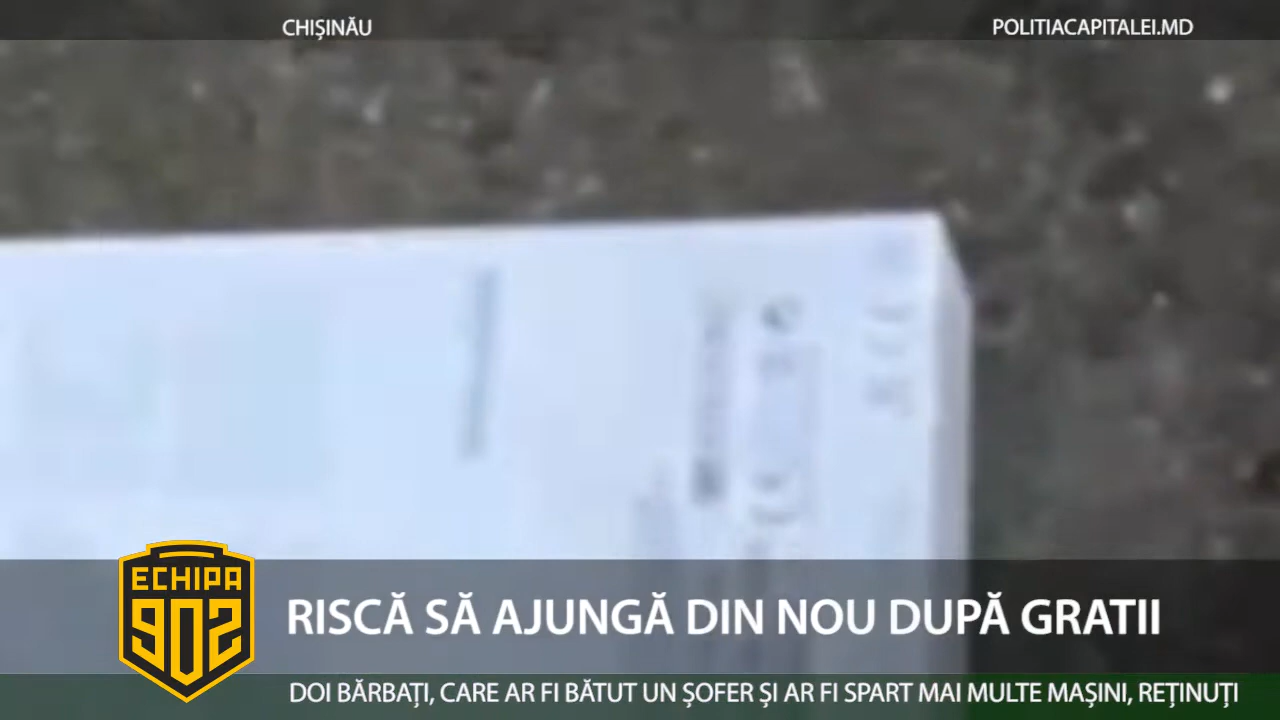 CHIȘINĂU
POLITIACAPITALEI.MD
ECHIPA
902
RISCĂ SĂ AJUNGĂ DIN NOU DUPĂ GRATII
DOI BĂRBAȚI, CARE AR FI BĂTUT UN ȘOFER ȘI AR FI SPART MAI MULTE MAȘINI, REȚINUȚI